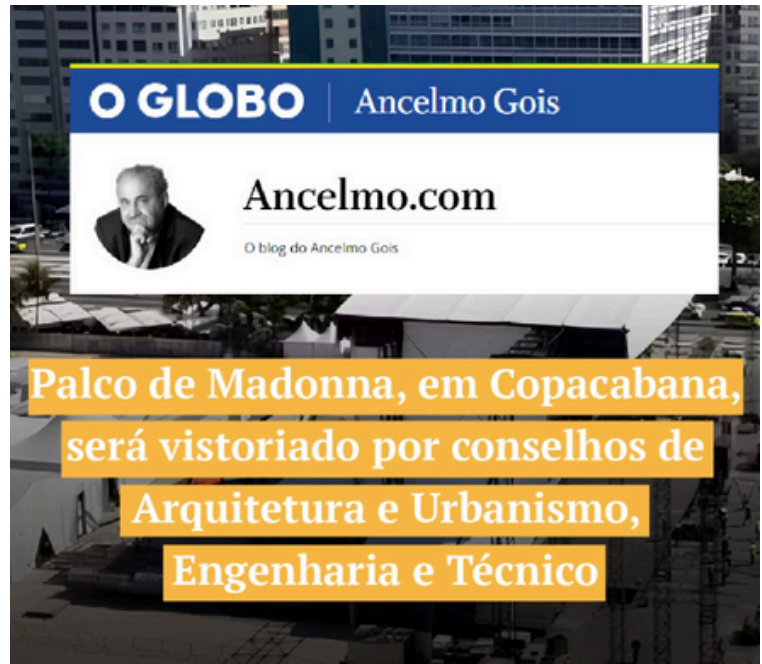 O GLOBO | Ancelmo Gois
Ancelmo.com
O blog do Ancelmo Gois
Palco de Madonna, em Copacabana,
será vistoriado por conselhos de
Arquitetura e Urbanismo,
Engenharia e Técnico